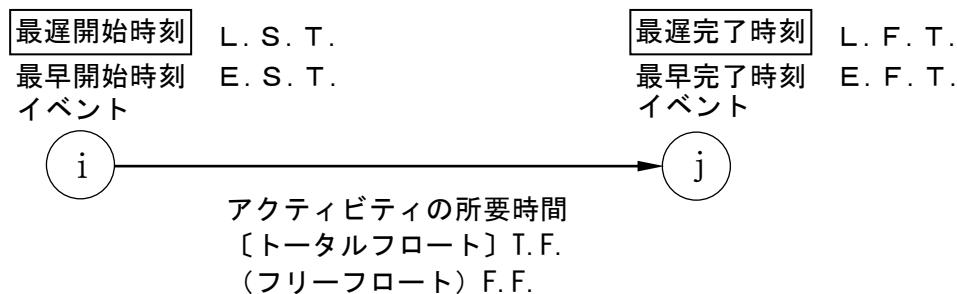 最遅開始時刻 Ｌ.Ｓ.Ｔ.
最早開始時刻 Ｅ.Ｓ.Ｔ.
イベント
i
最遅完了時刻 Ｌ.Ｆ.Ｔ.
最早完了時刻 Ｅ.Ｆ.Ｔ.
イベント
j
アクティビティの所要時間
〔トータルフロート〕T.F.
（フリーフロート）F.F.